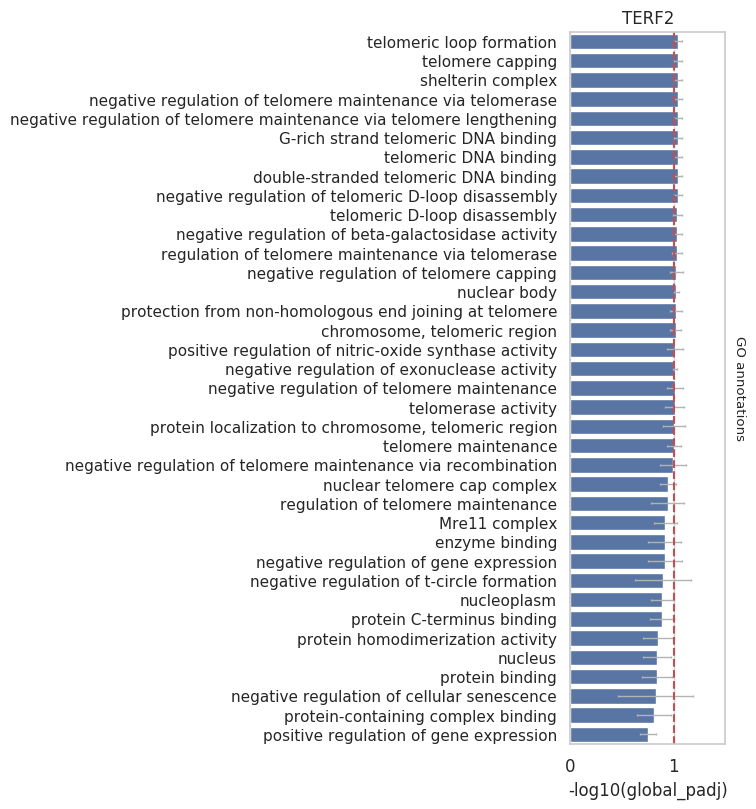 TERF2
telomeric loop formation
telomere capping
shelterin complex
negative regulation of telomere maintenance via telomerase
negative regulation of telomere maintenance via telomere lengthening
G-rich strand telomeric DNA binding
telomeric DNA binding
double-stranded telomeric DNA binding
negative regulation of telomeric D-loop disassembly
telomeric D-loop disassembly
negative regulation of beta-galactosidase activity
regulation of telomere maintenance via telomerase
negative regulation of telomere capping
nuclear body
protection from non-homologous end joining at telomere
chromosome, telomeric region
positive regulation of nitric-oxide synthase activity
negative regulation of exonuclease activity
negative regulation of telomere maintenance
telomerase activity
protein localization to chromosome, telomeric region
telomere maintenance
negative regulation of telomere maintenance via recombination
nuclear telomere cap complex
regulation of telomere maintenance
Mre11 complex
enzyme binding
negative regulation of gene expression
negative regulation of t-circle formation
nucleoplasm
protein C-terminus binding
protein homodimerization activity
nucleus
protein binding
negative regulation of cellular senescence
protein-containing complex binding
positive regulation of gene expression
GO annotations
0 1
-log10(global_padj)